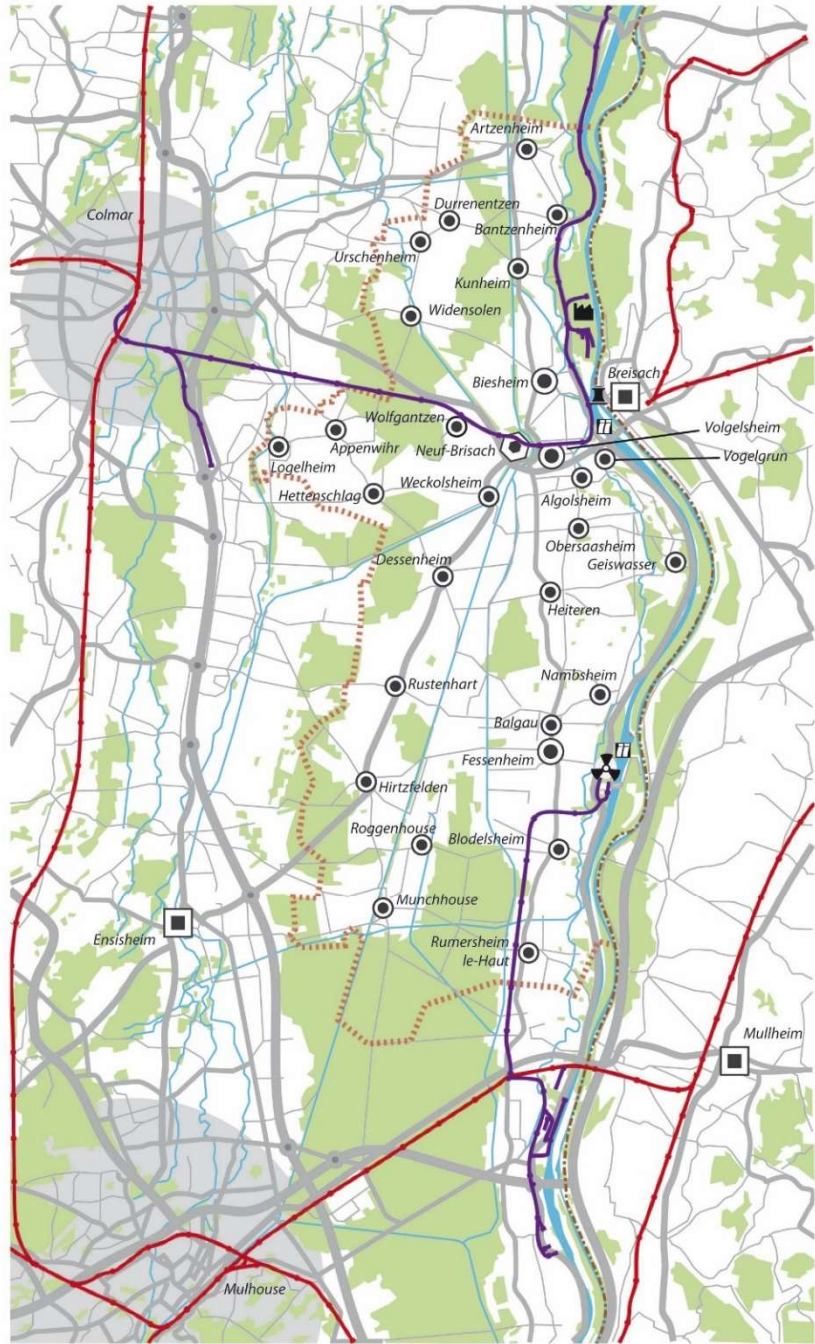 Artzenheim
Colmar
Durrenentzen
Bantzenheim
Urschenheim
Kunheim
Widensolen
Breisach
Biesheim
Wolfgantzen
Volgelsheim
Appenwihr
Neuf-Brisach
Logelheim
Vogelgrun
Hettenschlag
Weckolsheim
Algolsheim
Obersaasheim
Dessenheim
Geiswasser
Heiteren
Nambsheim
Rustenhart
Balgau
Fessenheim
Hirtzfelden
Roggenhouse
Blodelsheim
Munchhouse
Ensisheim
Rumersheim
le-Haut
Mullheim
Mulhouse